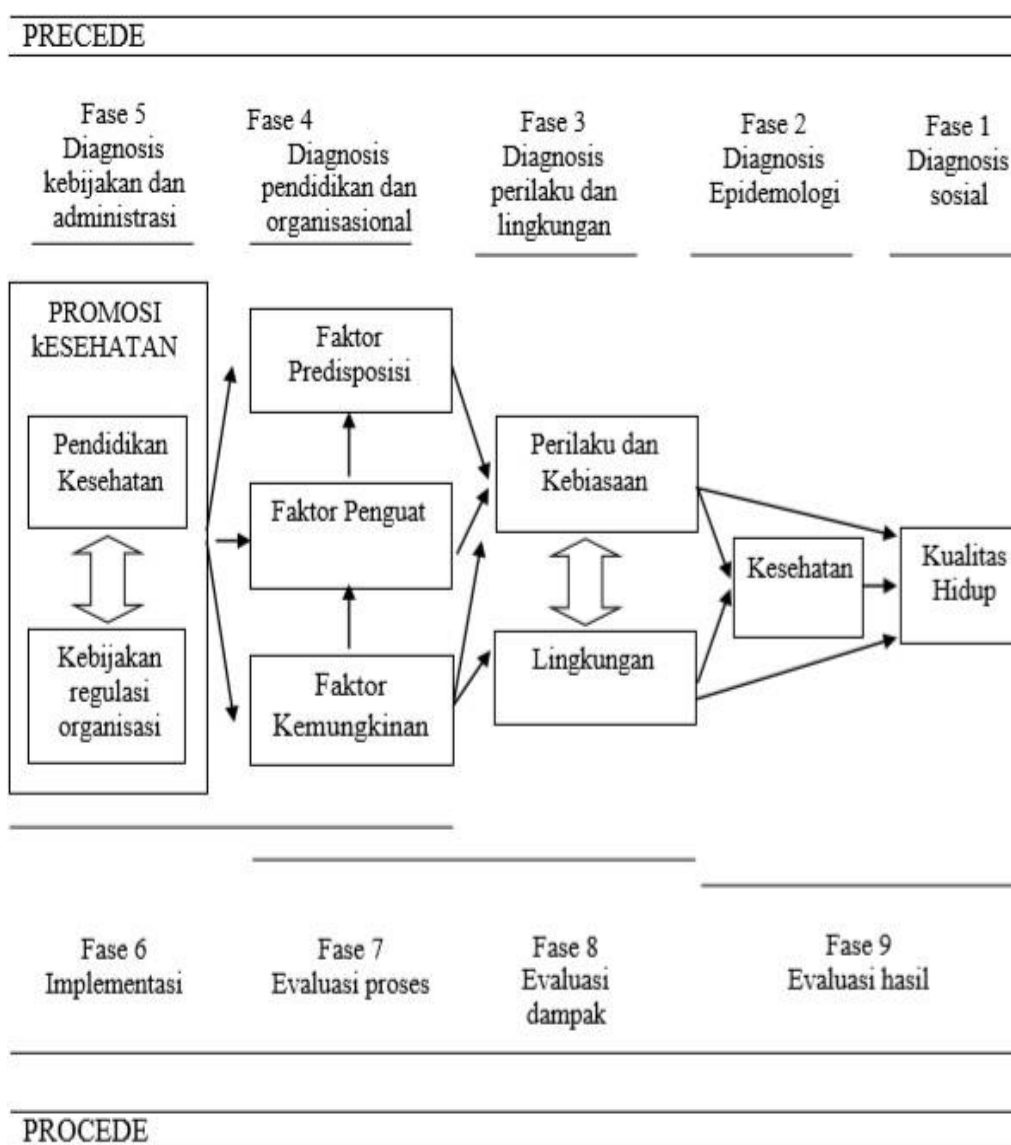 PRECEDE
Fase 5
Diagnosis
kebijakan dan
administrasi
Fase 4
Diagnosis
pendidikan dan
organisasional
Fase 3
Diagnosis
perilaku dan
lingkungan
Fase 2
Diagnosis
Epidemologi
Fase 1
Diagnosis
sosial
PROMOSI
kESEHATAN
Pendidikan
Kesehatan
Kebijakan
regulasi
organisasi
Faktor
Predisposisi
Faktor Penguat
Faktor
Kemungkinan
Perilaku dan
Kebiasaan
Lingkungan
Kesehatan
Kualitas
Hidup
Fase 6
Implementasi
Fase 7
Evaluasi proses
Fase 8
Evaluasi
dampak
Fase 9
Evaluasi hasil
PROCEDE